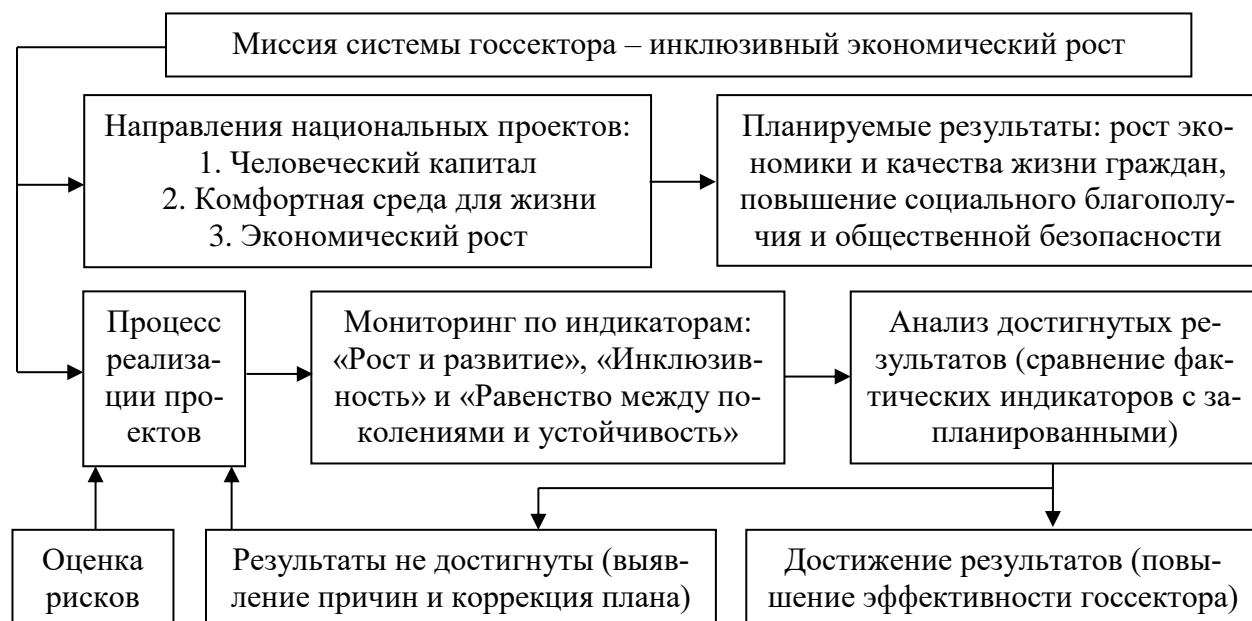 Миссия системы госсектора – инклюзивный экономический рост
Направления национальных проектов:
1. Человеческий капитал
2. Комфортная среда для жизни
3. Экономический рост
Планируемые результаты: рост эко-
номики и качества жизни граждан,
повышение социального благополу-
чия и общественной безопасности
Процесс
реализа-
ции про-
ектов
Мониторинг по индикаторам:
«Рост и развитие», «Инклюзив-
ность» и «Равенство между по-
колениями и устойчивость»
Анализ достигнутых ре-
зультатов (сравнение фак-
тических индикаторов с за-
планированными)
Оценка
рисков
Результаты не достигнуты (выяв-
ление причин и коррекция плана)
Достижение результатов (повы-
шение эффективности госсектора)